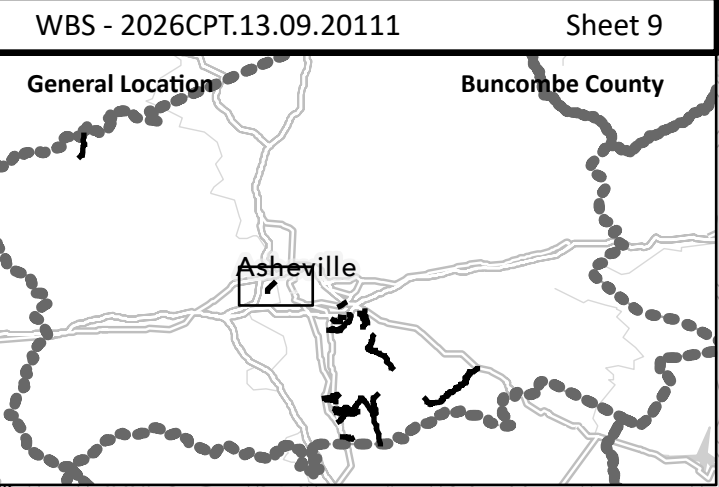 WBS - 2026CPT.13.09.20111 Sheet 9
General Location Buncombe County
Asheville